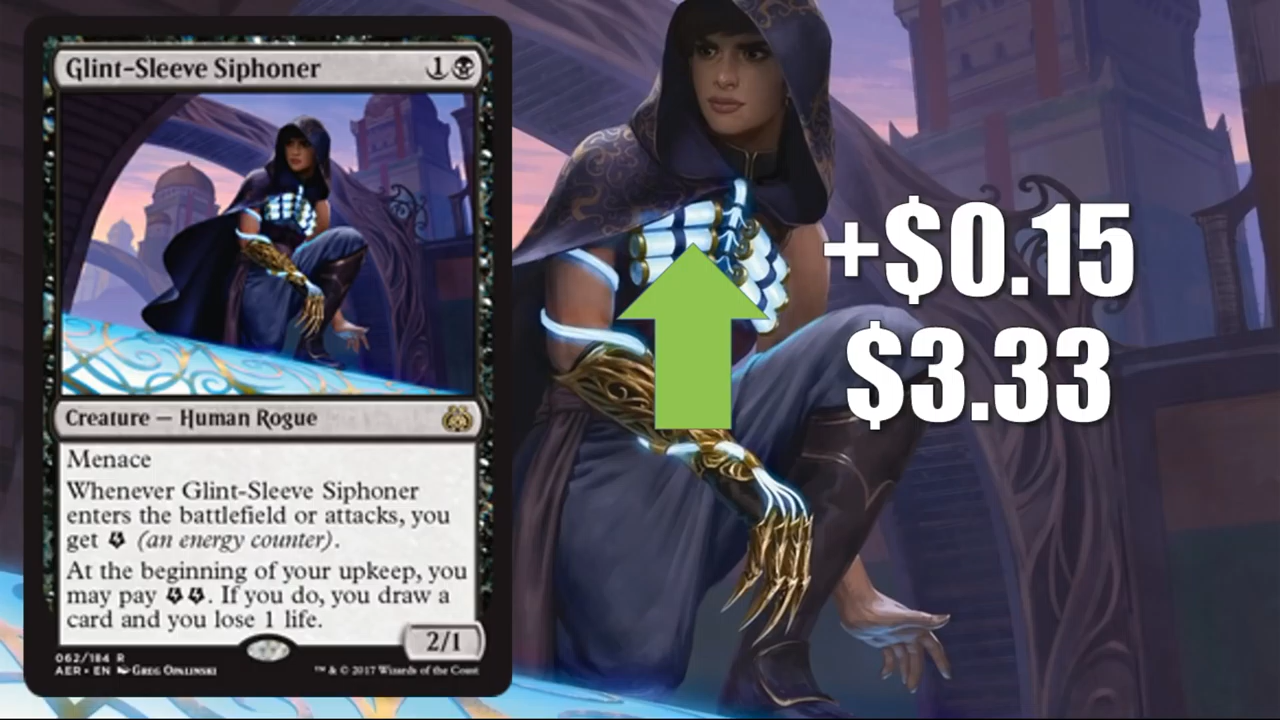 Glint-Sleeve Siphoner 1
Creature — Human Rogue
Menace
Whenever Glint-Sleeve Siphoner
enters the battlefield or attacks, you
get (an energy counter).
At the beginning of your upkeep, you
may pay . If you do, you draw a
card and you lose 1 life.
2/1
062/184 R
AER • EN Greg Opalinski
™ & © 2017 Wizards of the Coast
+$0.15
$3.33